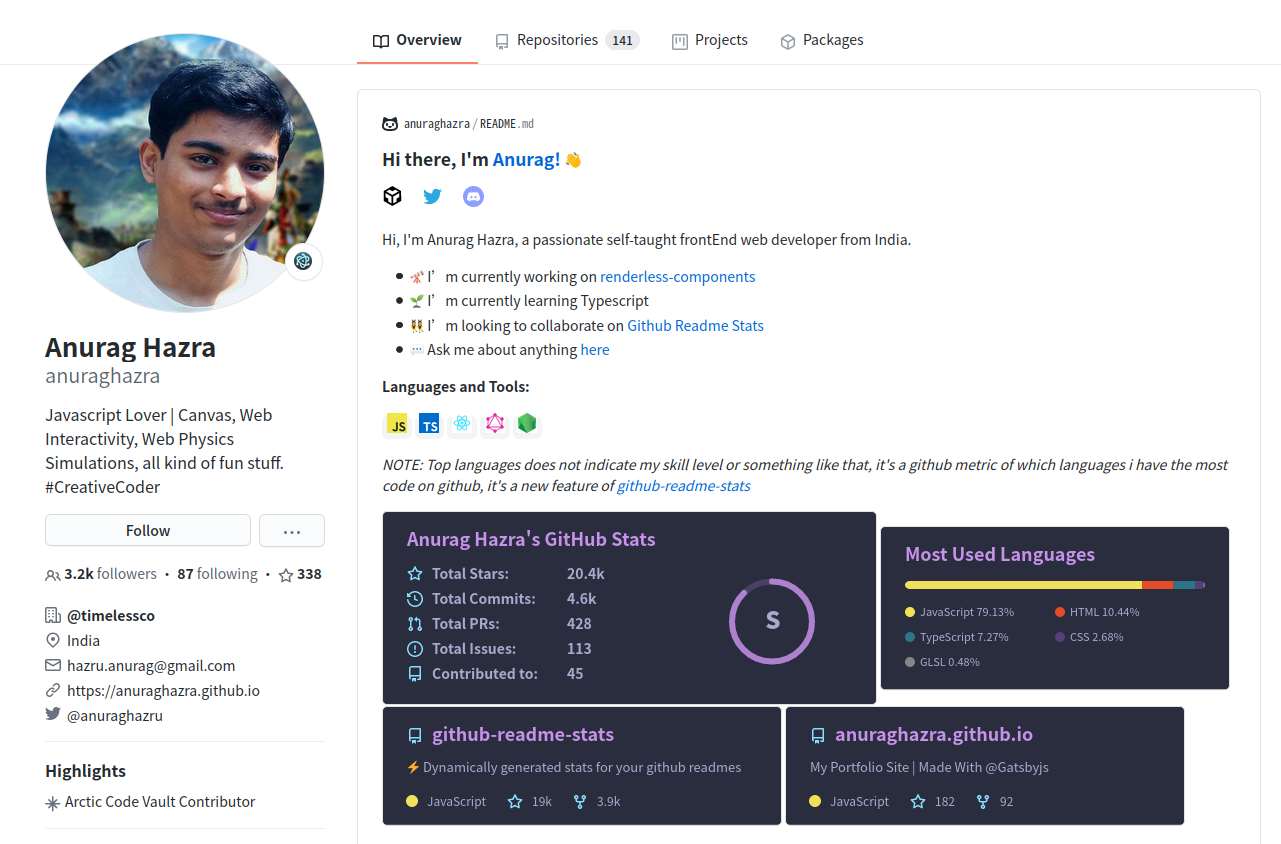 Overview
Repositories 141
Projects
Packages
Anurag Hazra
anuraghazra
Javascript Lover | Canvas, Web
Interactivity, Web Physics
Simulations, all kind of fun stuff.
#CreativeCoder
Follow
...
3.2k followers • 87 following • 338
@timelessco
India
hazru.anurag@gmail.com
https://anuraghazra.github.io
@anuraghazru
Highlights
Arctic Code Vault Contributor
anuraghazra/README.md
Hi there, I'm Anurag! 👋
Hi, I'm Anurag Hazra, a passionate self-taught frontEnd web developer from India.
• 🔭 I’m currently working on renderless-components
• 🌱 I’m currently learning Typescript
• 👯 I’m looking to collaborate on Github Readme Stats
• 💬 Ask me about anything here
Languages and Tools:
JS TS
NOTE: Top languages does not indicate my skill level or something like that, it's a github metric of which languages i have the most
code on github, it's a new feature of github-readme-stats
Anurag Hazra's GitHub Stats
Total Stars: 20.4k
Total Commits: 4.6k
Total PRs: 428
Total Issues: 113
Contributed to: 45
S
Most Used Languages
JavaScript 79.13% HTML 10.44%
TypeScript 7.27% CSS 2.68%
GLSL 0.48%
github-readme-stats
⚡ Dynamically generated stats for your github readmes
JavaScript 19k 3.9k
anuraghazra.github.io
My Portfolio Site | Made With @Gatsbyjs
JavaScript 182 92